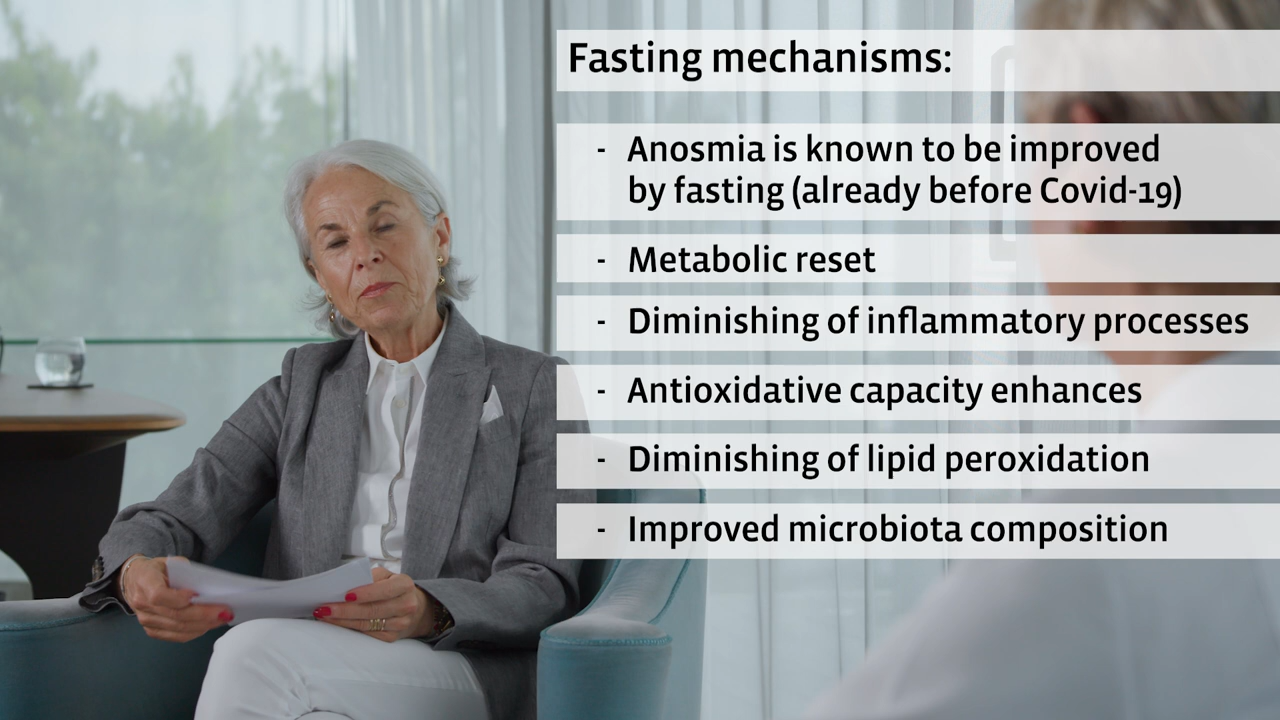 Fasting mechanisms:
- Anosmia is known to be improved
by fasting (already before Covid-19)
- Metabolic reset
- Diminishing of inflammatory processes
- Antioxidative capacity enhances
- Diminishing of lipid peroxidation
- Improved microbiota composition